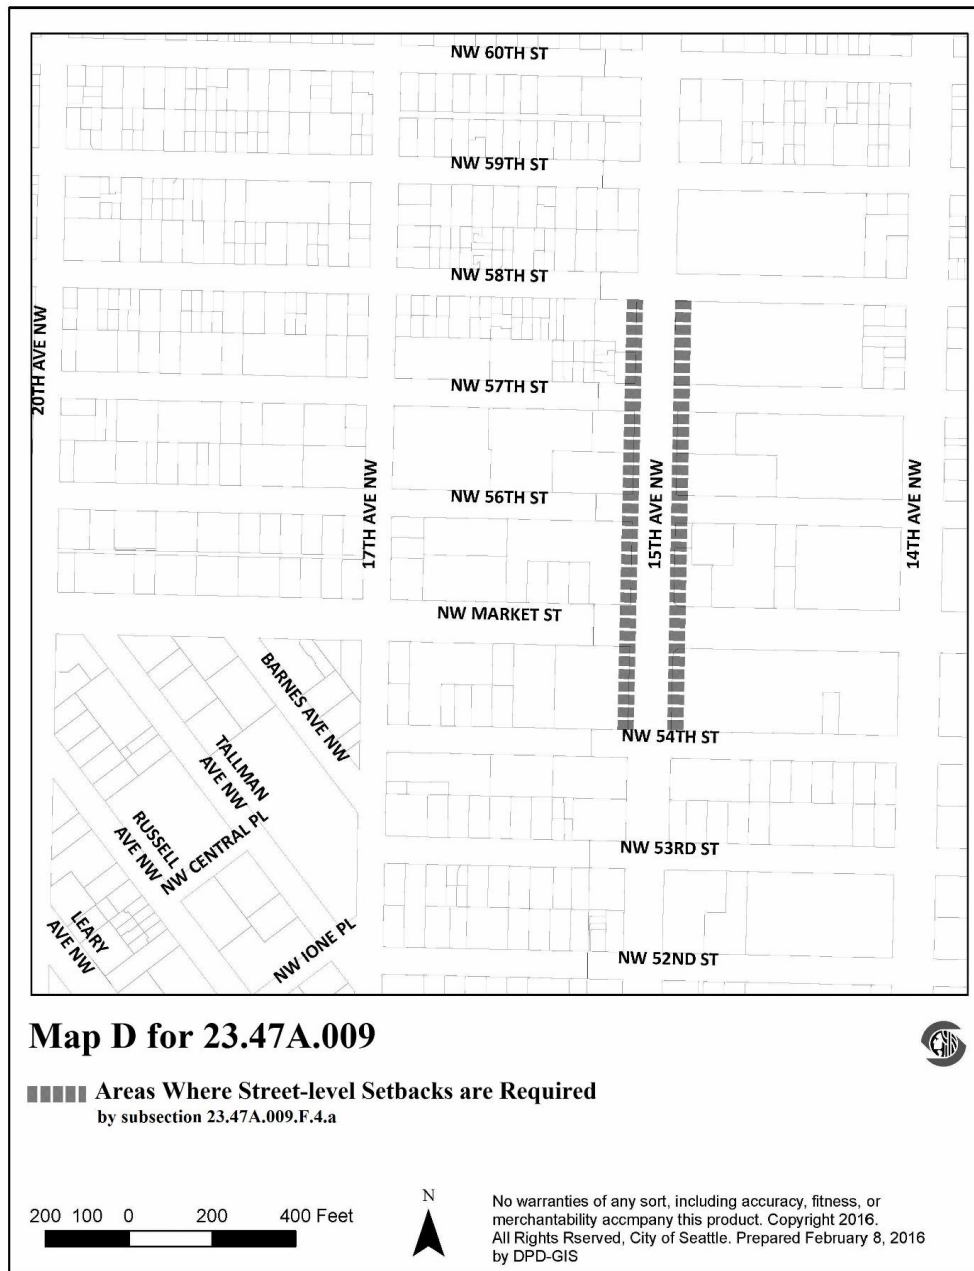 NW 60TH ST
NW 59TH ST
NW 58TH ST
20TH AVE NW
NW 57TH ST
17TH AVE NW
NW 56TH ST
15TH AVE NW
14TH AVE NW
NW MARKET ST
BARNES AVE NW
NW 54TH ST
TALLMAN
AVE NW
RUSSELL
AVE NW
NW CENTRAL PL
NW 53RD ST
LEARY
AVE NW
NW IONE PL
NW 52ND ST
Map D for 23.47A.009
Areas Where Street-level Setbacks are Required
by subsection 23.47A.009.F.4.a
200 100 0 200 400 Feet
N
No warranties of any sort, including accuracy, fitness, or
merchantability accmpany this product. Copyright 2016.
All Rights Rserved, City of Seattle. Prepared February 8, 2016
by DPD-GIS